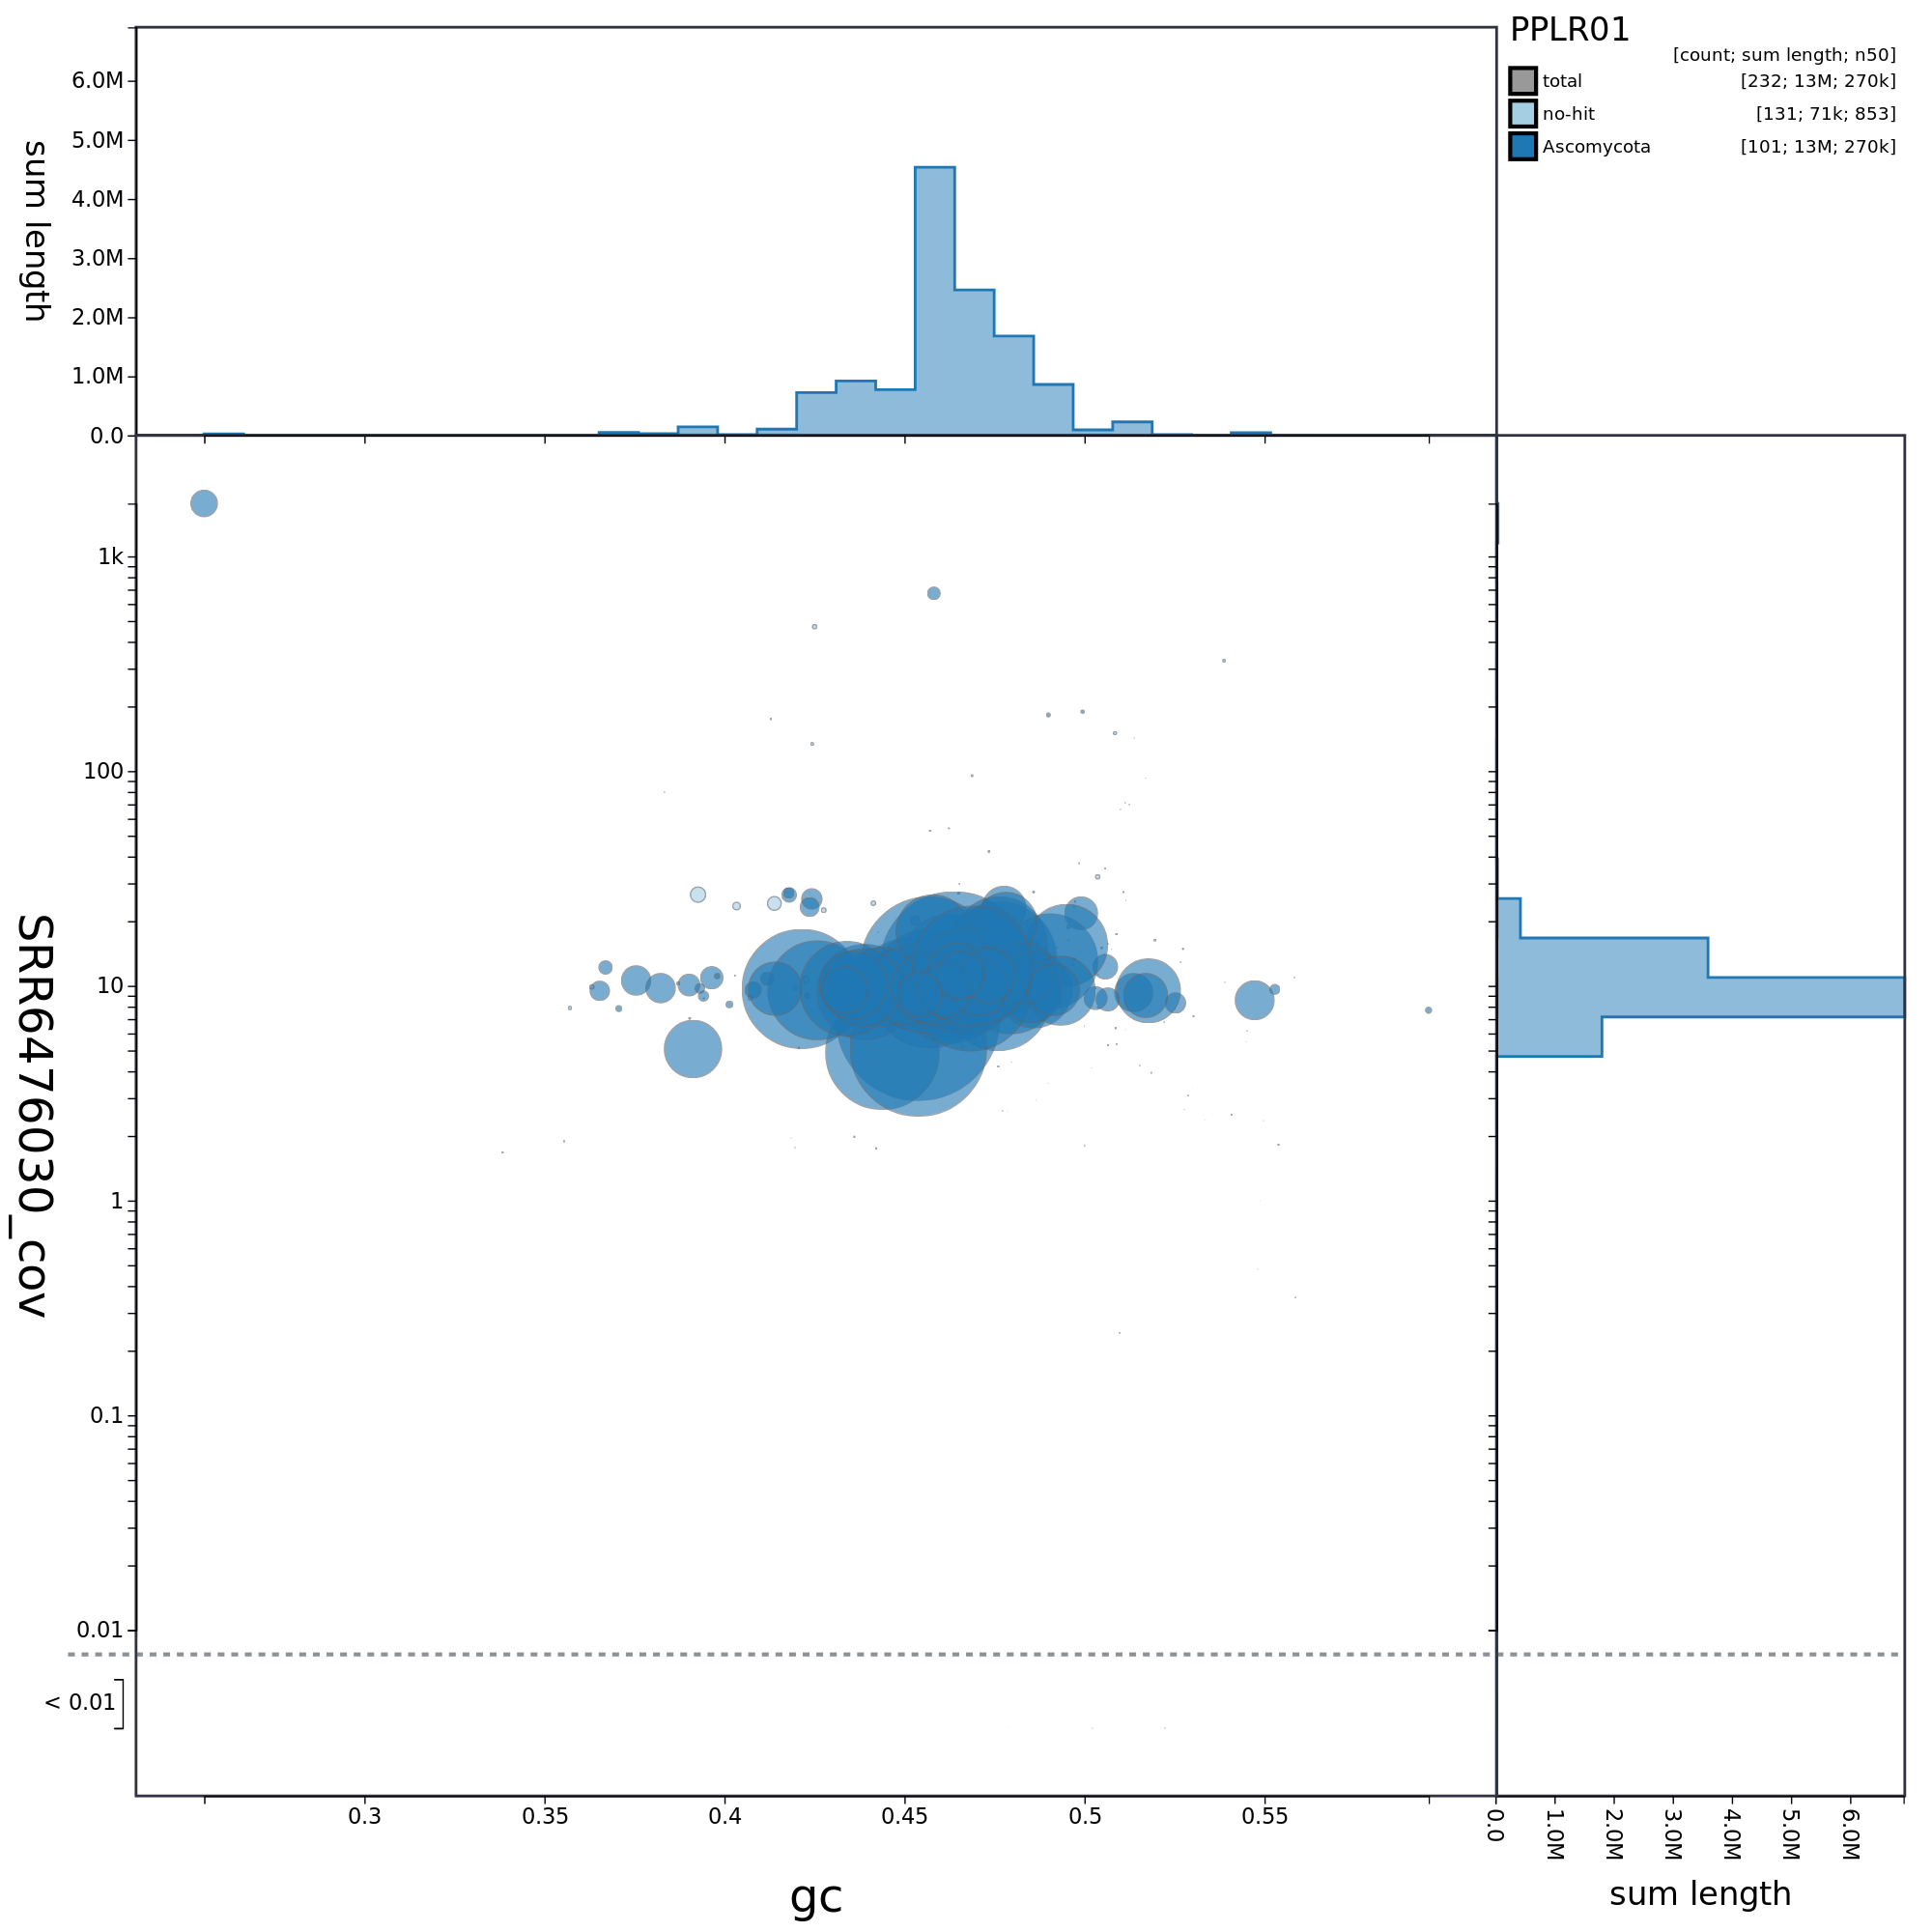 PPLR01
[count; sum length; n50]
total [232; 13M; 270k]
no-hit [131; 71k; 853]
Ascomycota [101; 13M; 270k]
sum length
6.0M
5.0M
4.0M
3.0M
2.0M
1.0M
0.0
SRR6476030_cov
1k
100
10
1
0.1
0.01
< 0.01
0.3 0.35 0.4 0.45 0.5 0.55
gc
0.0 1.0M 2.0M 3.0M 4.0M 5.0M 6.0M
sum length